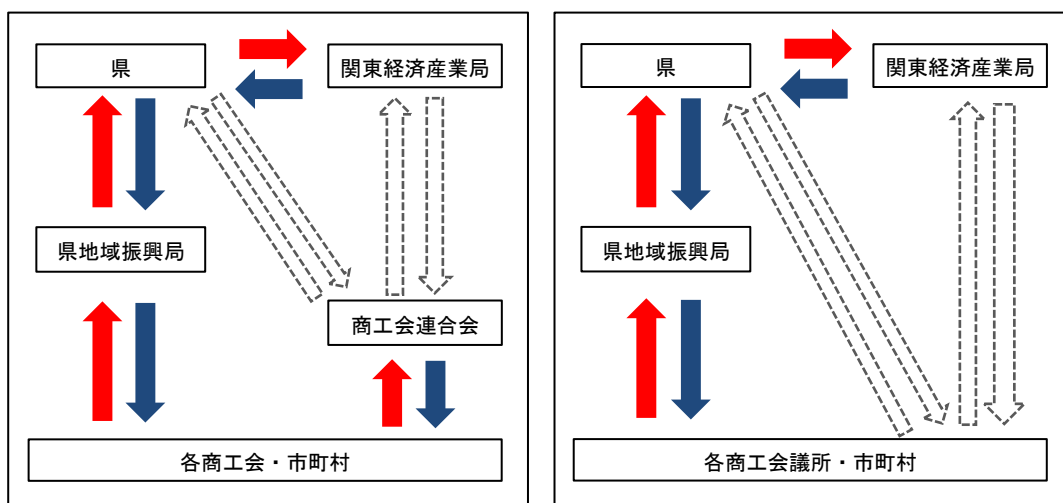 県
関東経済産業局
県地域振興局
商工会連合会
各商工会・市町村
県
関東経済産業局
県地域振興局
各商工会議所・市町村